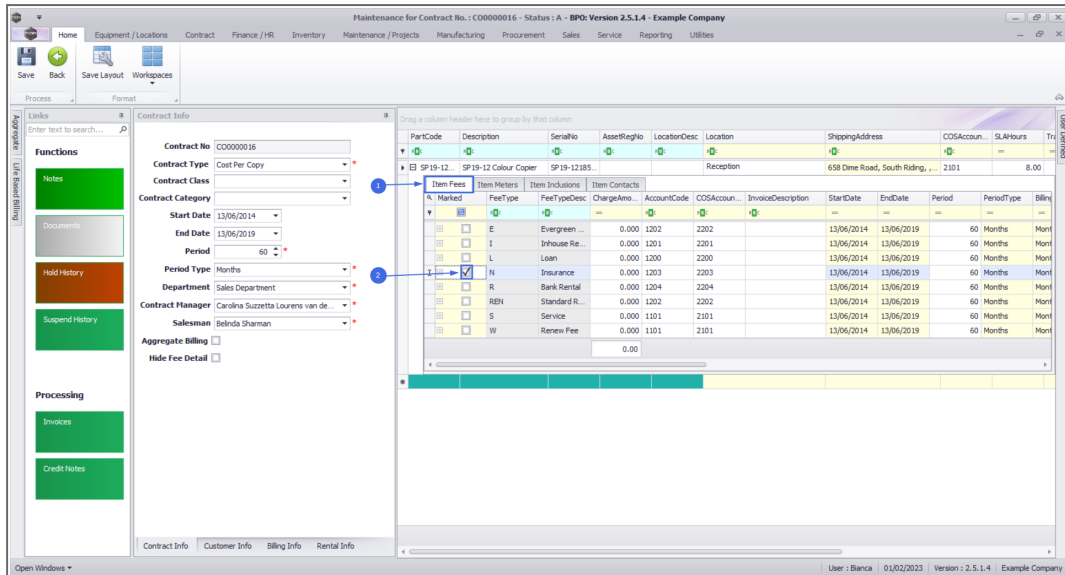 Maintenance for Contract No. : CO0000016 - Status : A - BPO: Version 2.5.1.4 - Example Company
Home Equipment / Locations Contract Finance / HR Inventory Maintenance / Projects Manufacturing Procurement Sales Service Reporting Utilities
Save Back Save Layout Workspaces
Process Format
Aggregate
Life Based Billing
Links
Enter text to search...
Functions
Notes
Documents
Hold History
Suspend History
Processing
Invoices
Credit Notes
Contract Info
Contract No CO0000016
Contract Type Cost Per Copy *
Contract Class
Contract Category
Start Date 13/06/2014
End Date 13/06/2019
Period 60 *
Period Type Months *
Department Sales Department *
Contract Manager Carolina Suzzetta Lourens van de... *
Salesman Belinda Sharman *
Aggregate Billing
Hide Fee Detail
Contract Info Customer Info Billing Info Rental Info
Drag a column header here to group by that column
PartCode Description SerialNo AssetRegNo LocationDesc Location ShippingAddress COSAccoun... SLAHours Tra
SP19-12... SP19-12 Colour Copier SP19-12185... Reception 658 Dime Road, South Riding, ,... 2101 8.00
1 Item Fees Item Meters Item Inclusions Item Contacts
Marked FeeType FeeTypeDesc ChargeAmo... AccountCode COSAccoun... InvoiceDescription StartDate EndDate Period PeriodType Billing
E Evergreen ... 0.000 1202 2202 13/06/2014 13/06/2019 60 Months Mont
I Inhouse Re... 0.000 1201 2201 13/06/2014 13/06/2019 60 Months Mont
L Loan 0.000 1200 2200 13/06/2014 13/06/2019 60 Months Mont
2 N Insurance 0.000 1203 2203 13/06/2014 13/06/2019 60 Months Mont
R Bank Rental 0.000 1204 2204 13/06/2014 13/06/2019 60 Months Mont
REN Standard R... 0.000 1202 2202 13/06/2014 13/06/2019 60 Months Mont
S Service 0.000 1101 2101 13/06/2014 13/06/2019 60 Months Mont
W Renew Fee 0.000 1101 2101 13/06/2014 13/06/2019 60 Months Mont
0.00
User Defined
Open Windows User : Bianca 01/02/2023 Version : 2.5.1.4 Example Company